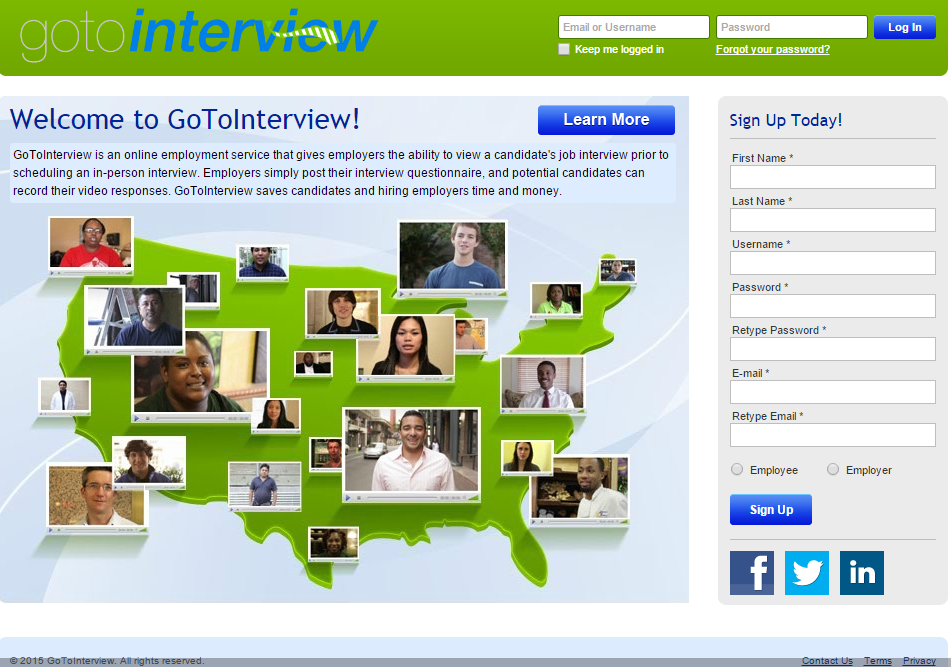 gotointerview
Email or Username
Password
Log In
Keep me logged in
Forgot your password?
Welcome to GoToInterview!
Learn More
GoToInterview is an online employment service that gives employers the ability to view a candidate's job interview prior to
scheduling an in-person interview. Employers simply post their interview questionnaire, and potential candidates can
record their video responses. GoToInterview saves candidates and hiring employers time and money.
Sign Up Today!
First Name *
Last Name *
Username *
Password *
Retype Password *
E-mail *
Retype Email *
Employee
Employer
Sign Up
f
in
© 2015 GoToInterview. All rights reserved.
Contact Us Terms Privacy